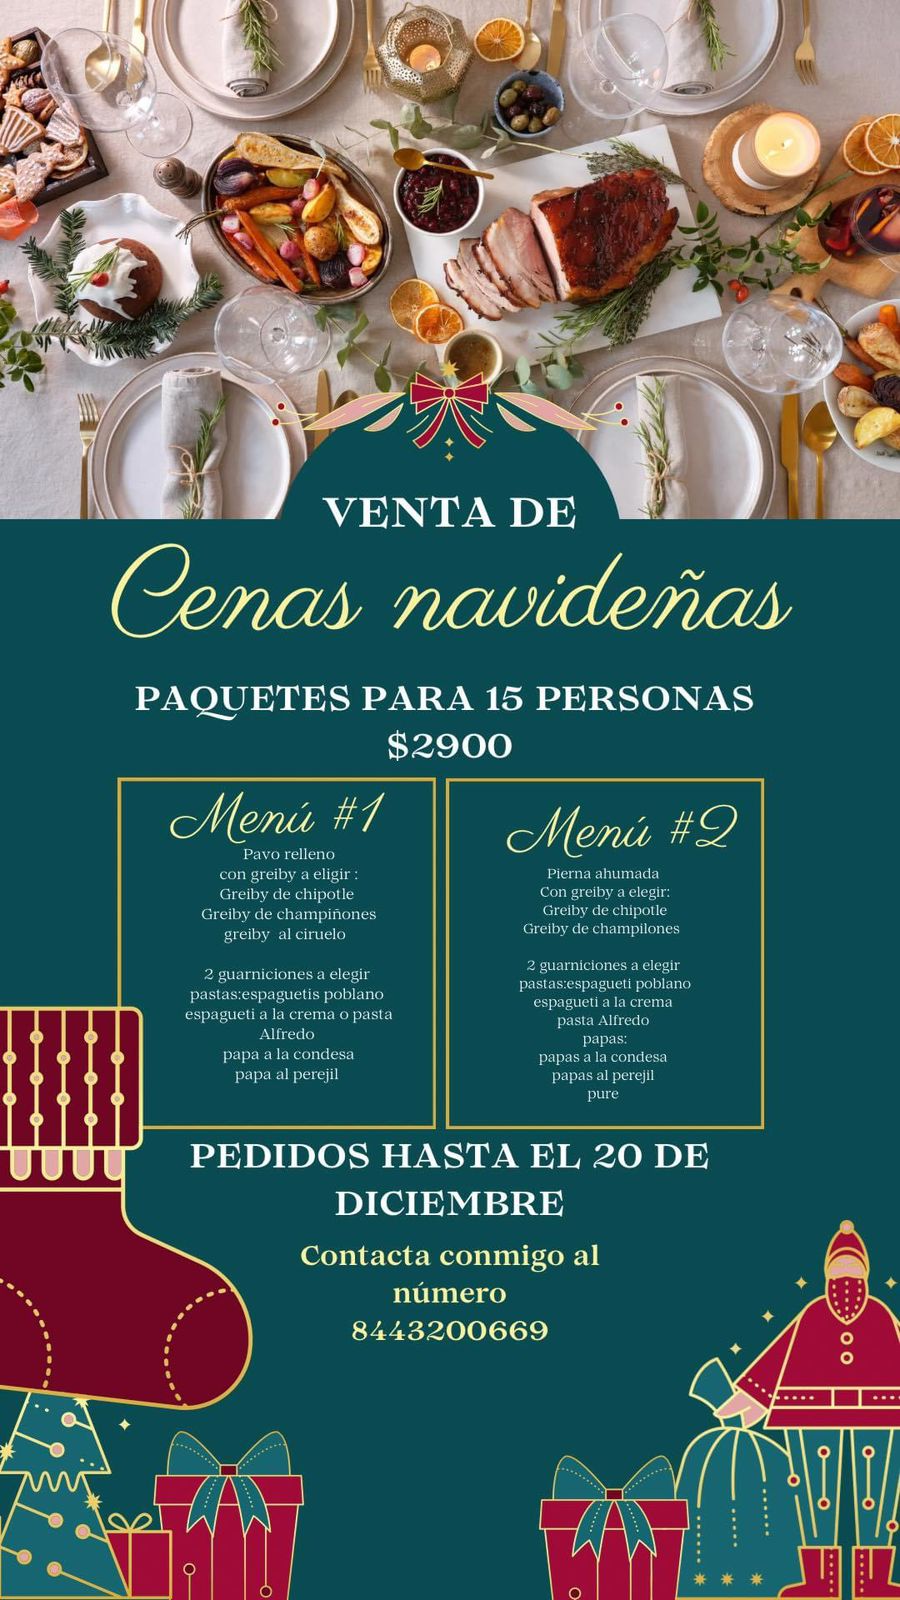 VENTA DE
Cenas navideñas
PAQUETES PARA 15 PERSONAS
$2900
Menú #1
Pavo relleno
con greiby a eligir :
Greiby de chipotle
Greiby de champiñones
greiby al ciruelo
2 guarniciones a elegir
pastas:espaguetis poblano
espagueti a la crema o pasta
Alfredo
papa a la condesa
papa al perejil
Menú #2
Pierna ahumada
Con greiby a elegir:
Greiby de chipotle
Greiby de champilones
2 guarniciones a elegir
pastas:espagueti poblano
espagueti a la crema
pasta Alfredo
papas:
papas a la condesa
papas al perejil
pure
PEDIDOS HASTA EL 20 DE
DICIEMBRE
Contacta conmigo al
número
8443200669